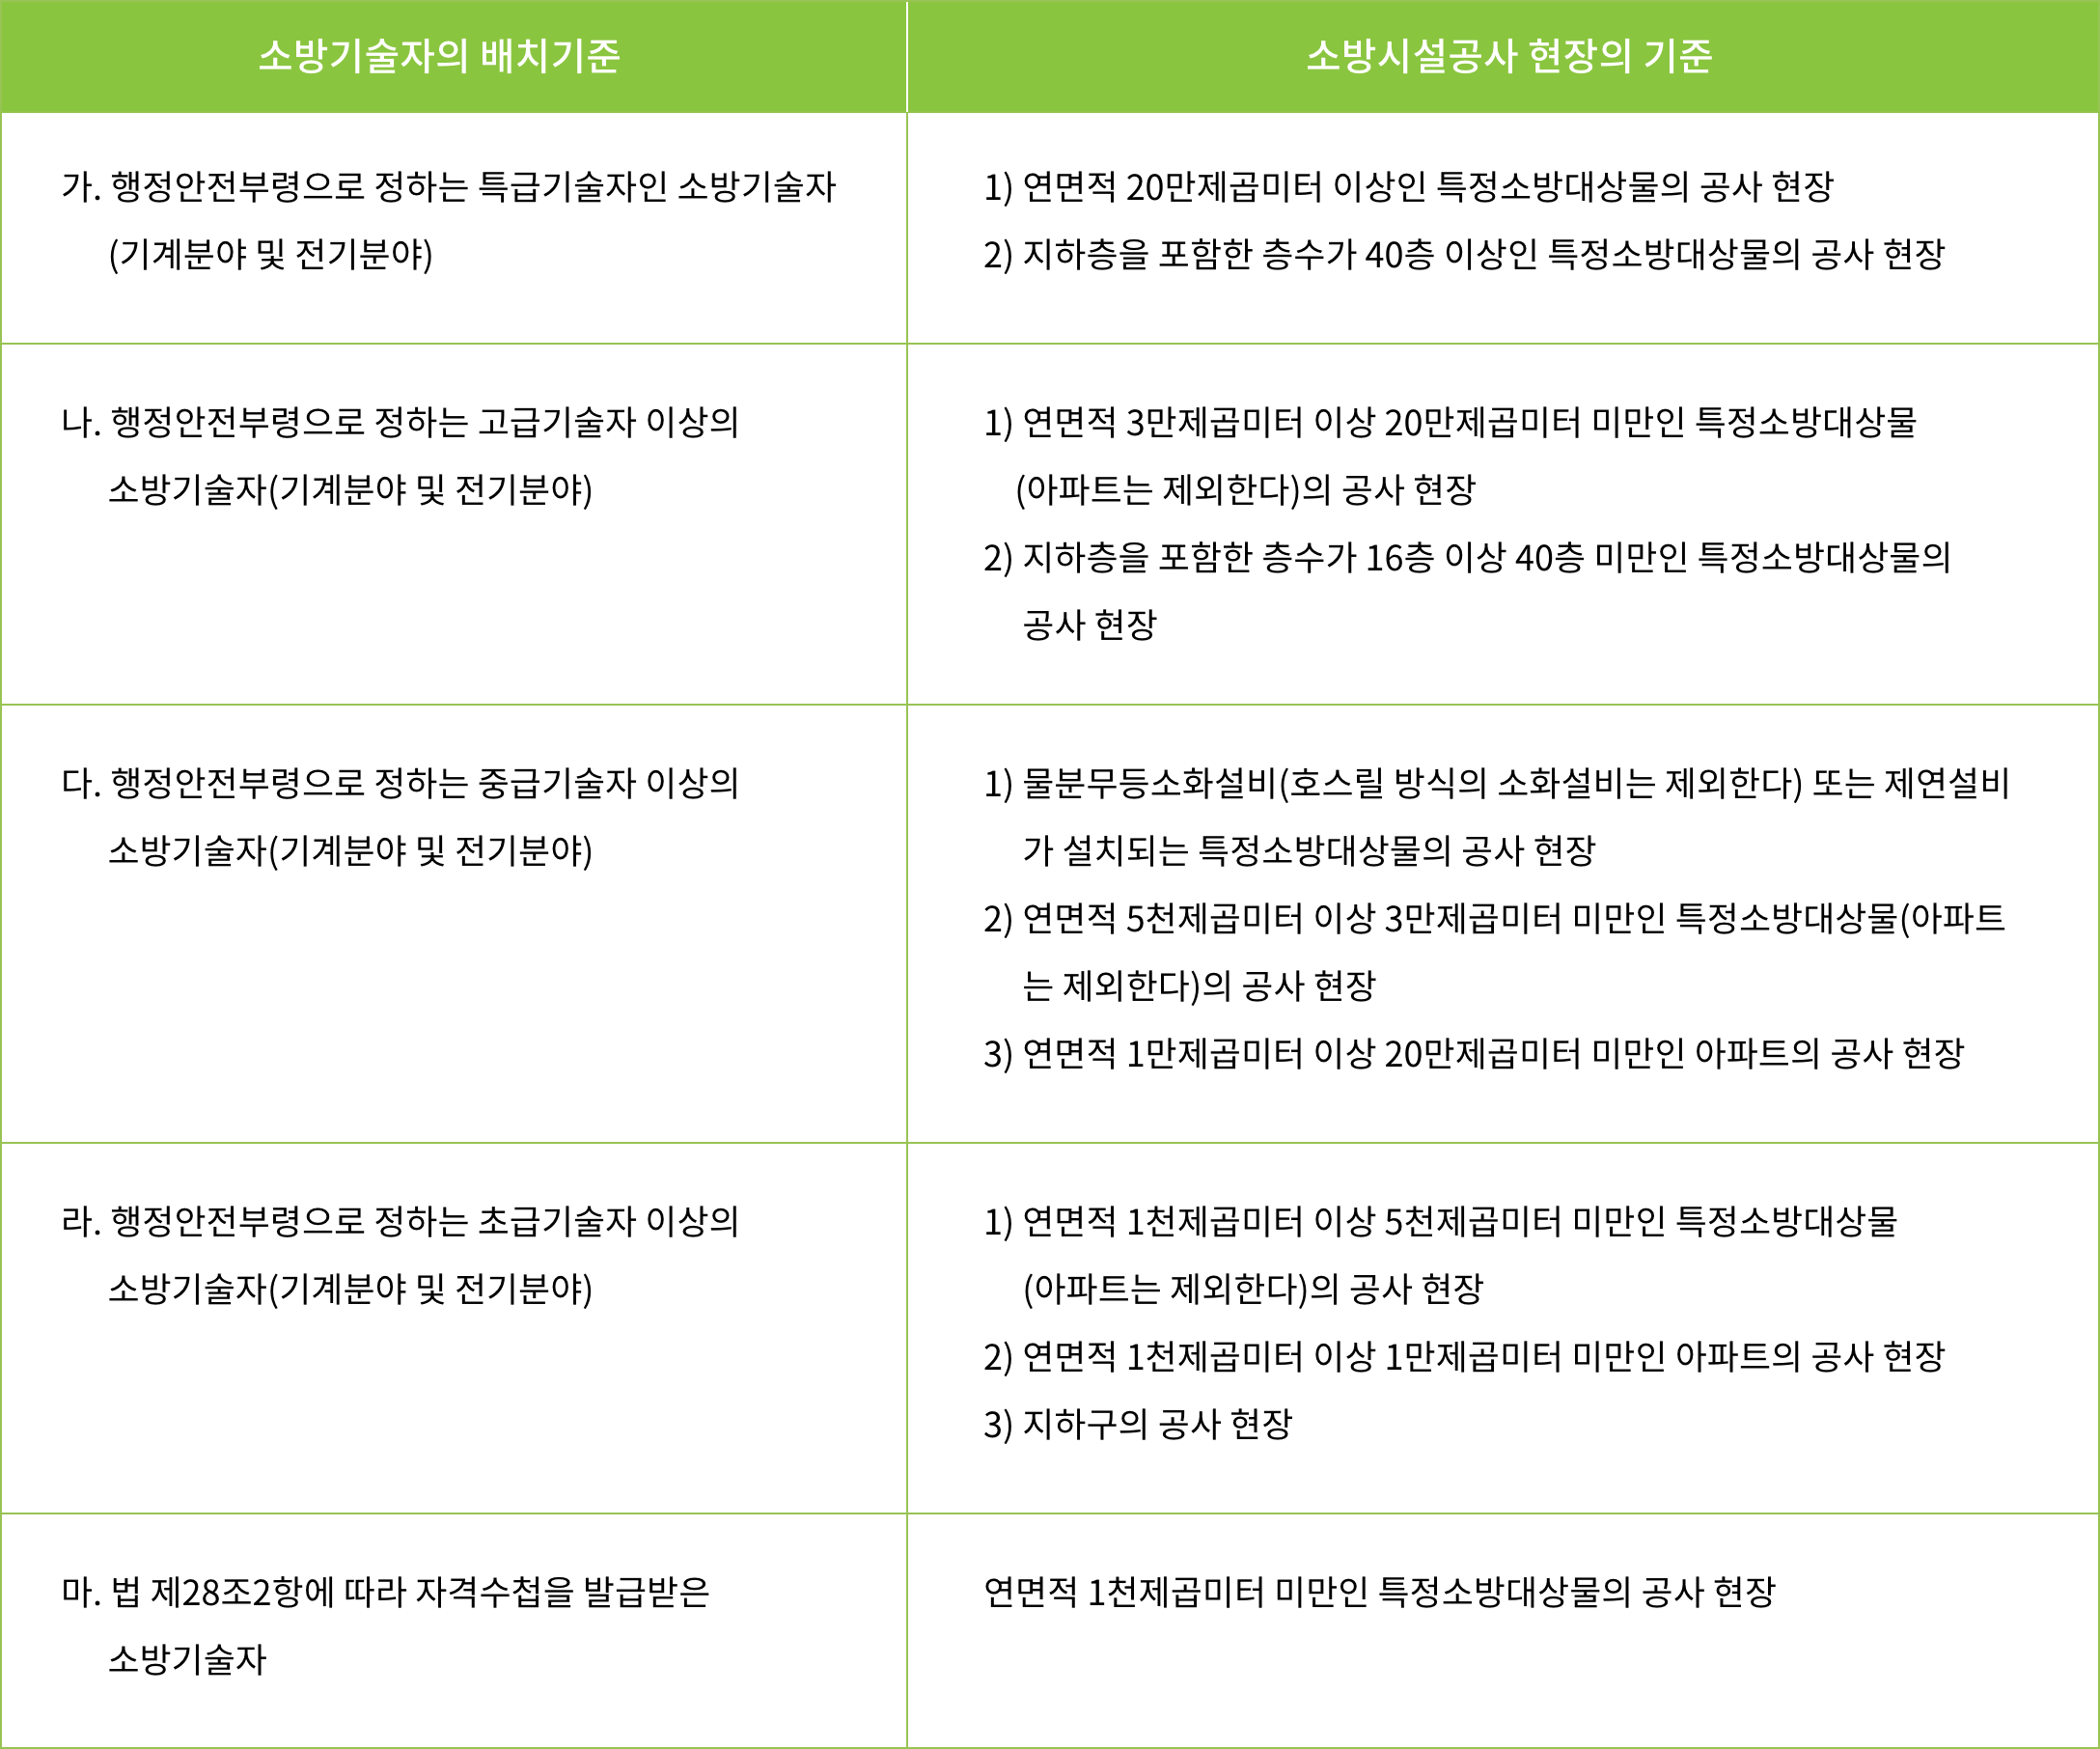 소방기술자의 배치기준
소방시설공사 현장의 기준
가. 행정안전부령으로 정하는 특급기술자인 소방기술자
(기계분야 및 전기분야)
1) 연면적 20만제곱미터 이상인 특정소방대상물의 공사 현장
2) 지하층을 포함한 층수가 40층 이상인 특정소방대상물의 공사 현장
나. 행정안전부령으로 정하는 고급기술자 이상의
소방기술자(기계분야 및 전기분야)
1) 연면적 3만제곱미터 이상 20만제곱미터 미만인 특정소방대상물
(아파트는 제외한다)의 공사 현장
2) 지하층을 포함한 층수가 16층 이상 40층 미만인 특정소방대상물의
공사 현장
다. 행정안전부령으로 정하는 중급기술자 이상의
소방기술자(기계분야 및 전기분야)
1) 물분무등소화설비(호스릴 방식의 소화설비는 제외한다) 또는 제연설비
가 설치되는 특정소방대상물의 공사 현장
2) 연면적 5천제곱미터 이상 3만제곱미터 미만인 특정소방대상물(아파트
는 제외한다)의 공사 현장
3) 연면적 1만제곱미터 이상 20만제곱미터 미만인 아파트의 공사 현장
라. 행정안전부령으로 정하는 초급기술자 이상의
소방기술자(기계분야 및 전기분야)
1) 연면적 1천제곱미터 이상 5천제곱미터 미만인 특정소방대상물
(아파트는 제외한다)의 공사 현장
2) 연면적 1천제곱미터 이상 1만제곱미터 미만인 아파트의 공사 현장
3) 지하구의 공사 현장
마. 법 제28조2항에 따라 자격수첩을 발급받은
소방기술자
연면적 1천제곱미터 미만인 특정소방대상물의 공사 현장